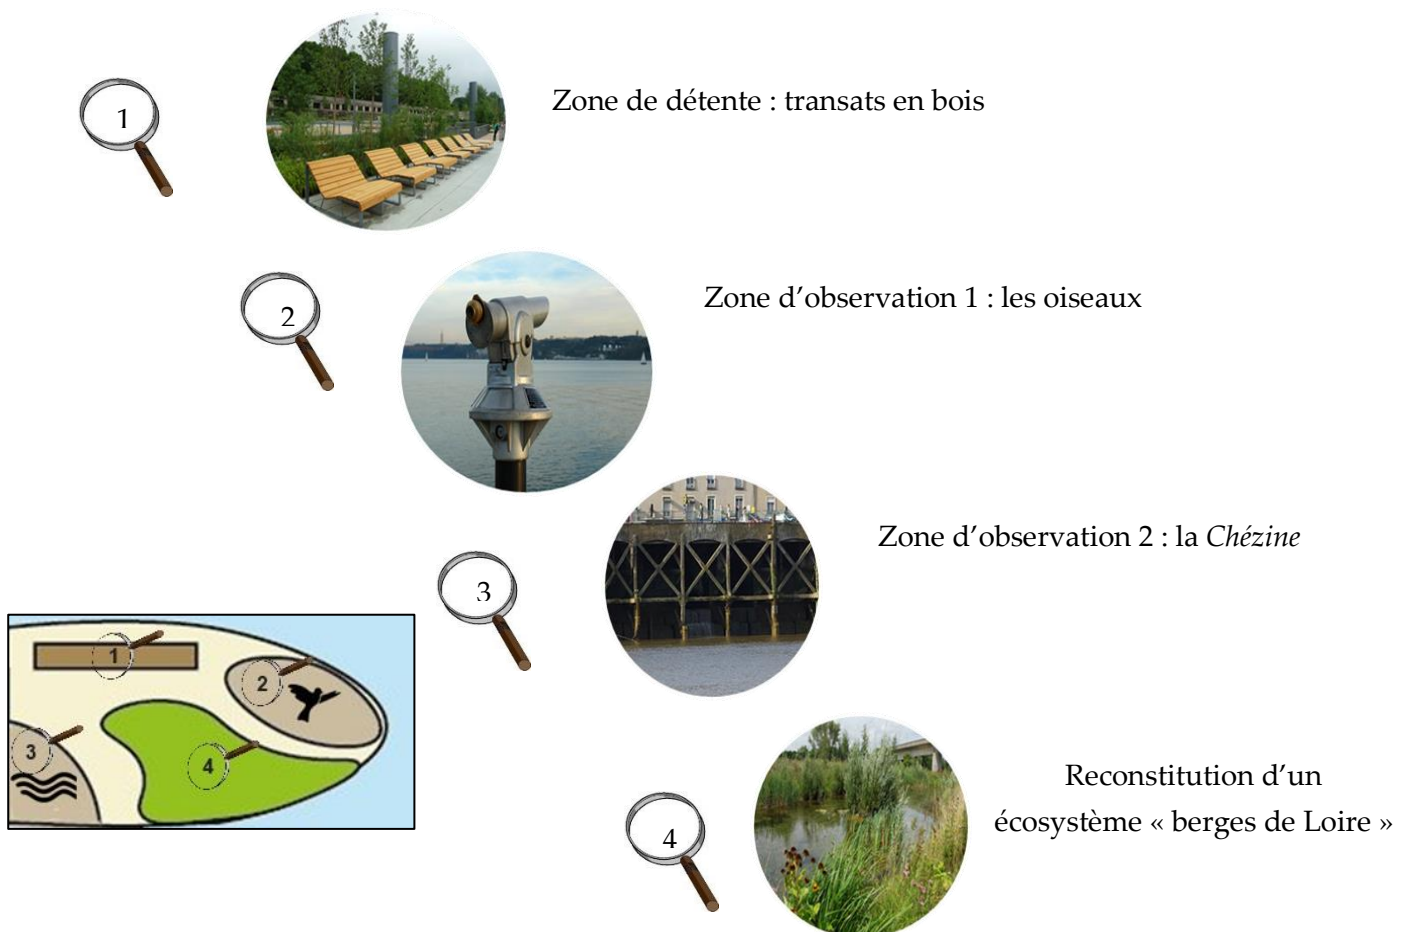 1
Zone de détente : transats en bois
2
Zone d’observation 1 : les oiseaux
3
Zone d’observation 2 : la Chézine
1
2
3
4
4
Reconstitution d’un
écosystème « berges de Loire »